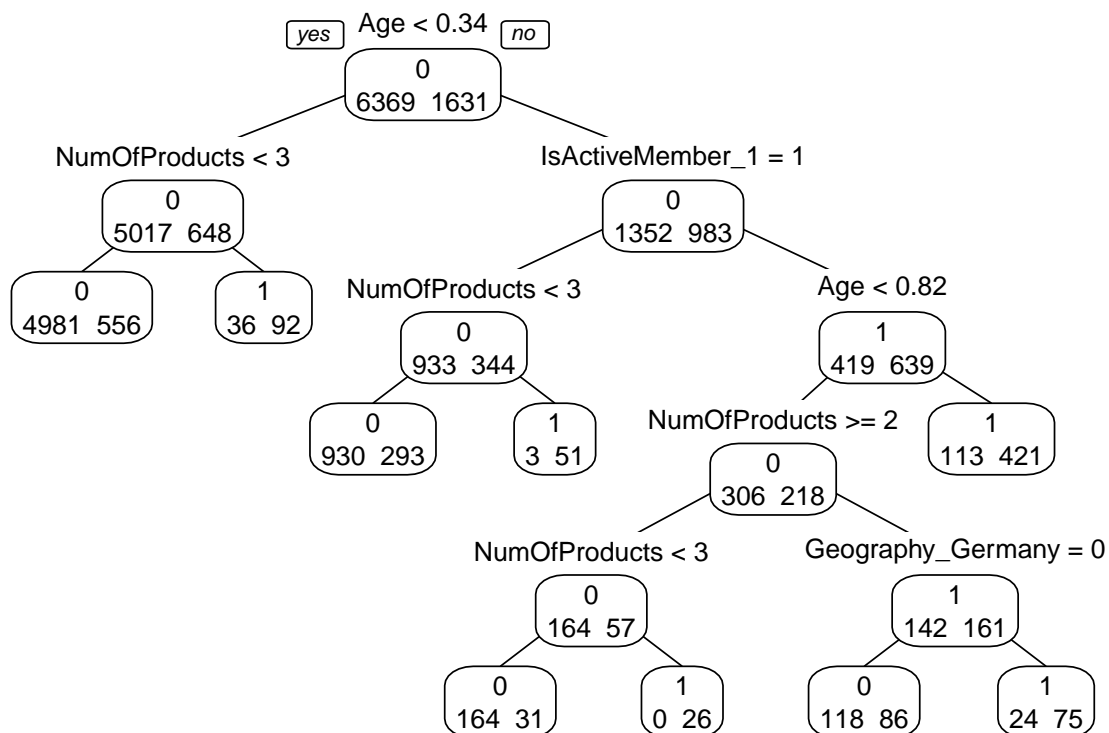 yes Age < 0.34 no
0
6369 1631
NumOfProducts < 3 IsActiveMember_1 = 1
0 0
5017 648 1352 983
0 1 NumOfProducts < 3 Age < 0.82
4981 556 36 92 0 1
933 344 419 639
0 1 NumOfProducts >= 2 1
930 293 3 51 0 113 421
306 218
NumOfProducts < 3 Geography_Germany = 0
0 1
164 57 142 161
0 1 0 1
164 31 0 26 118 86 24 75